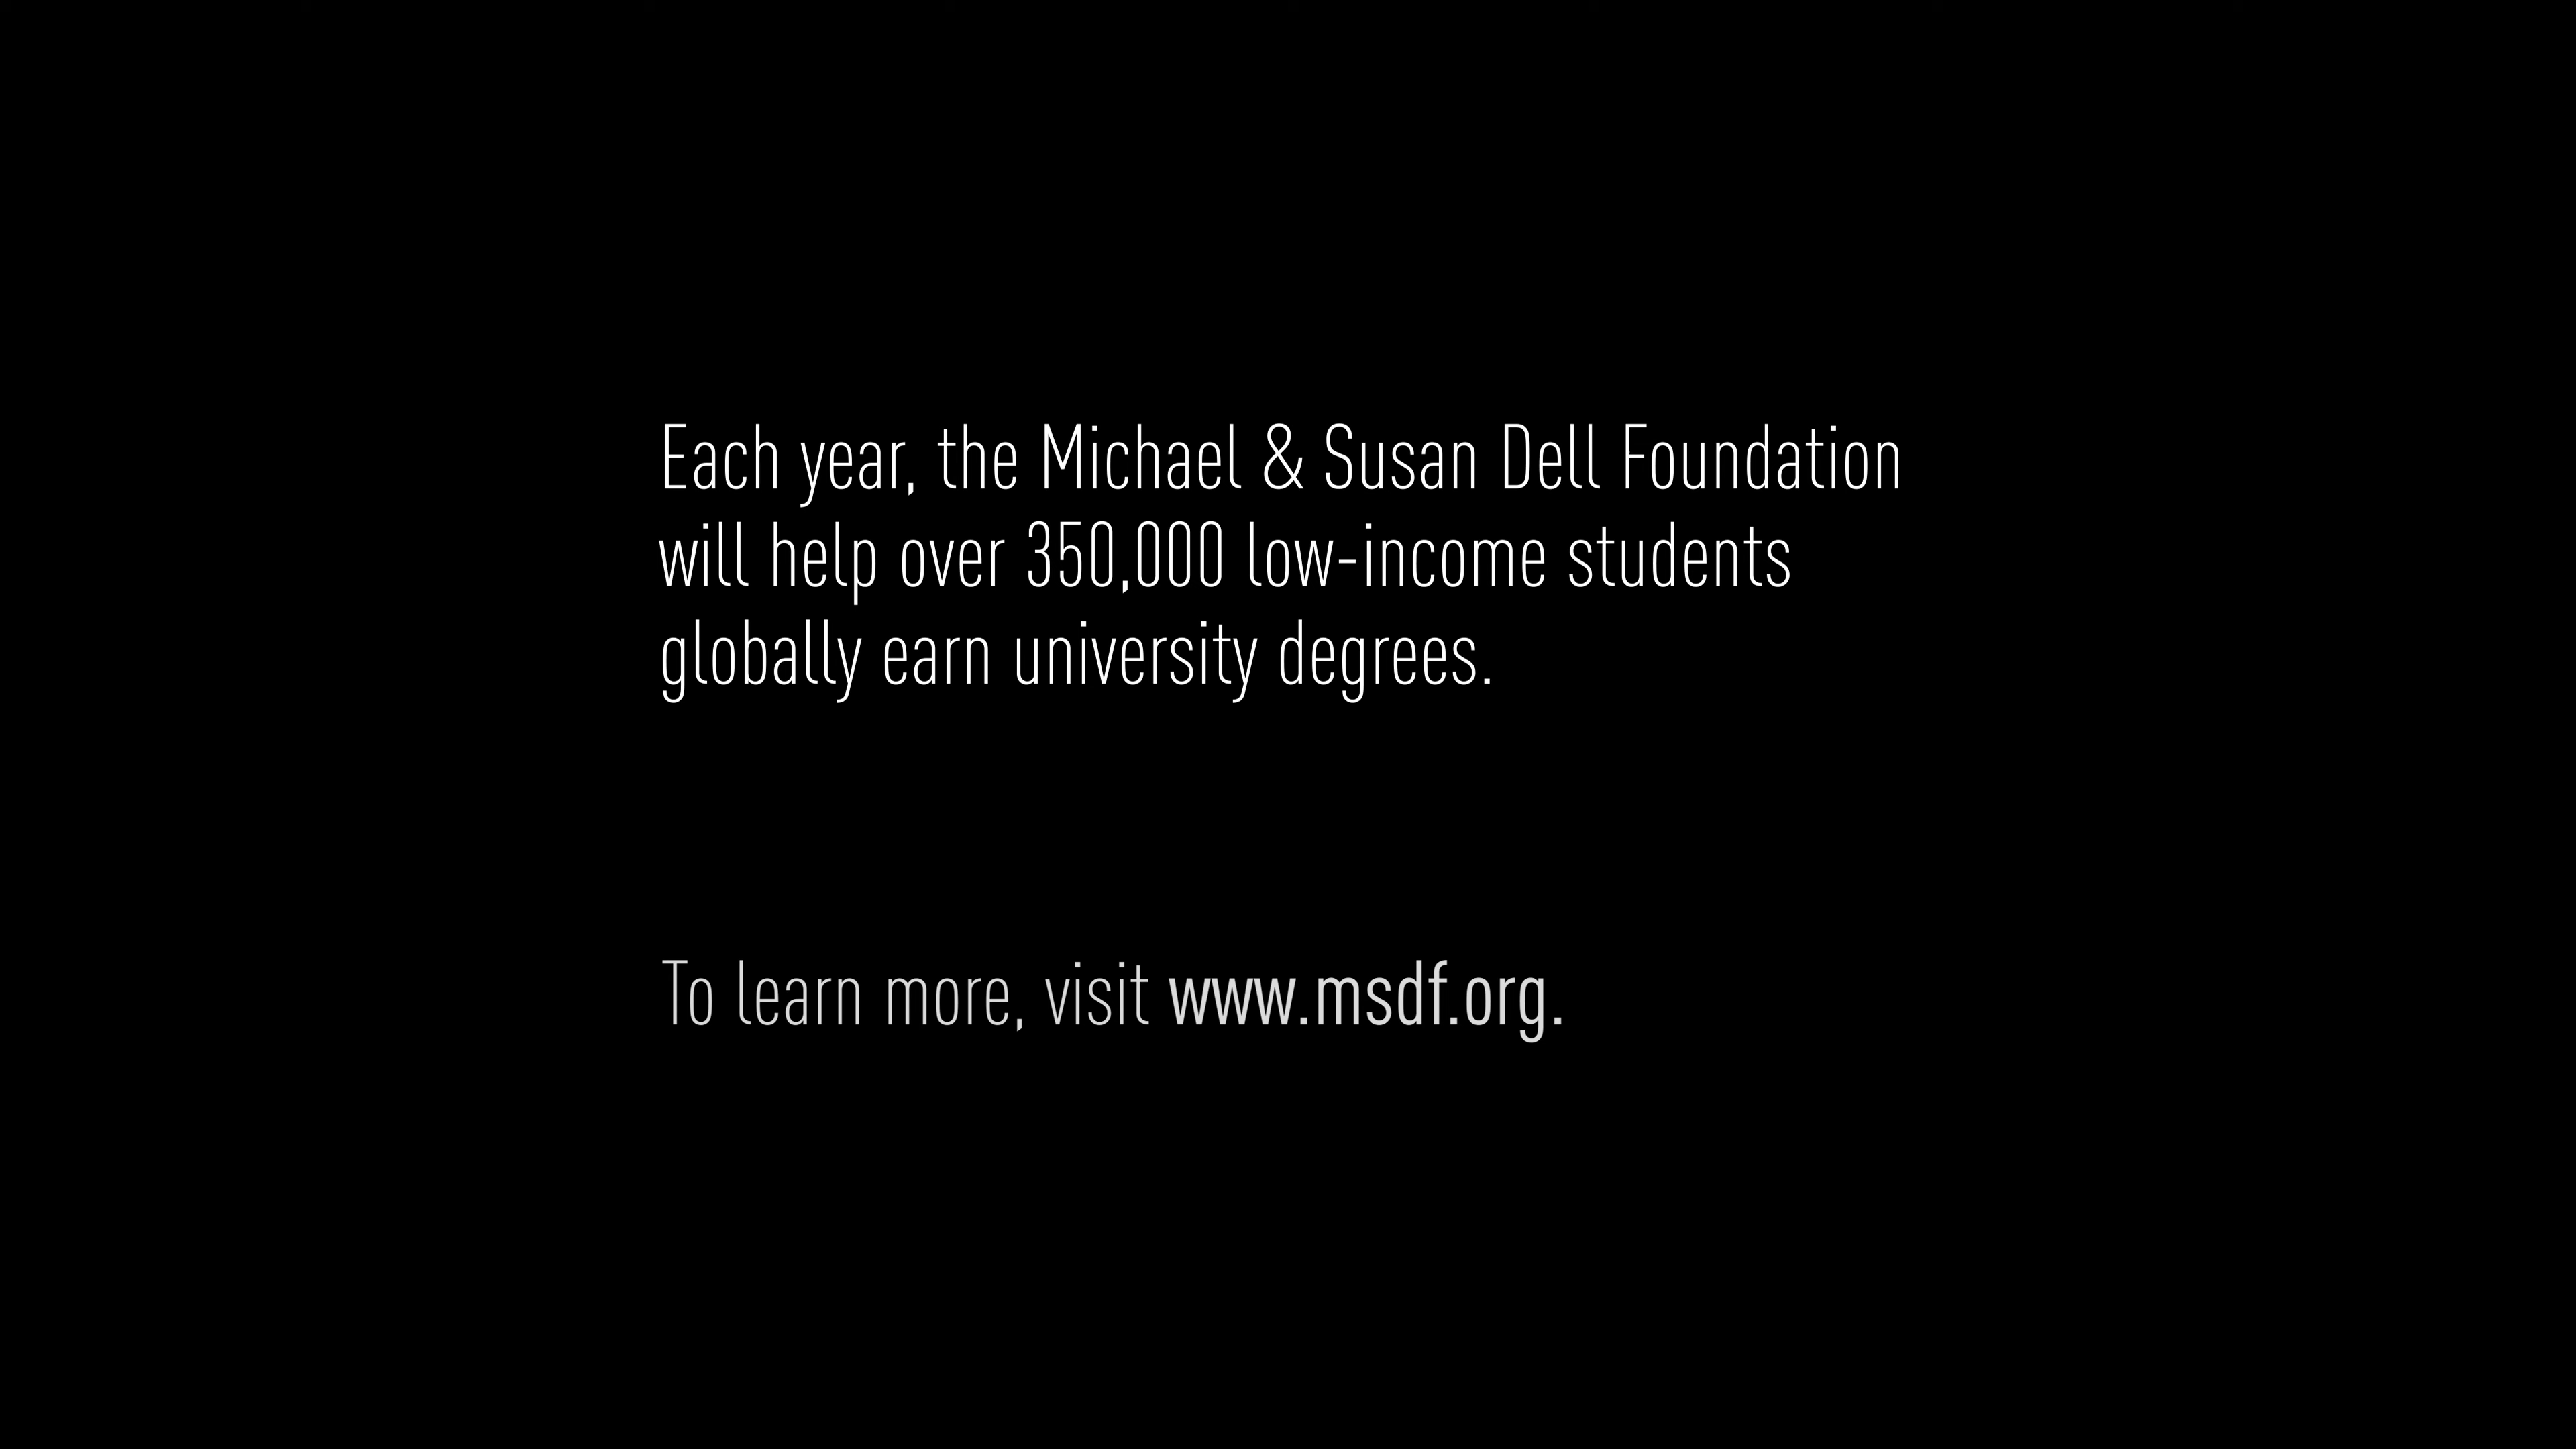 Each year, the Michael & Susan Dell Foundation
will help over 350,000 low-income students
globally earn university degrees.
To learn more, visit www.msdf.org.